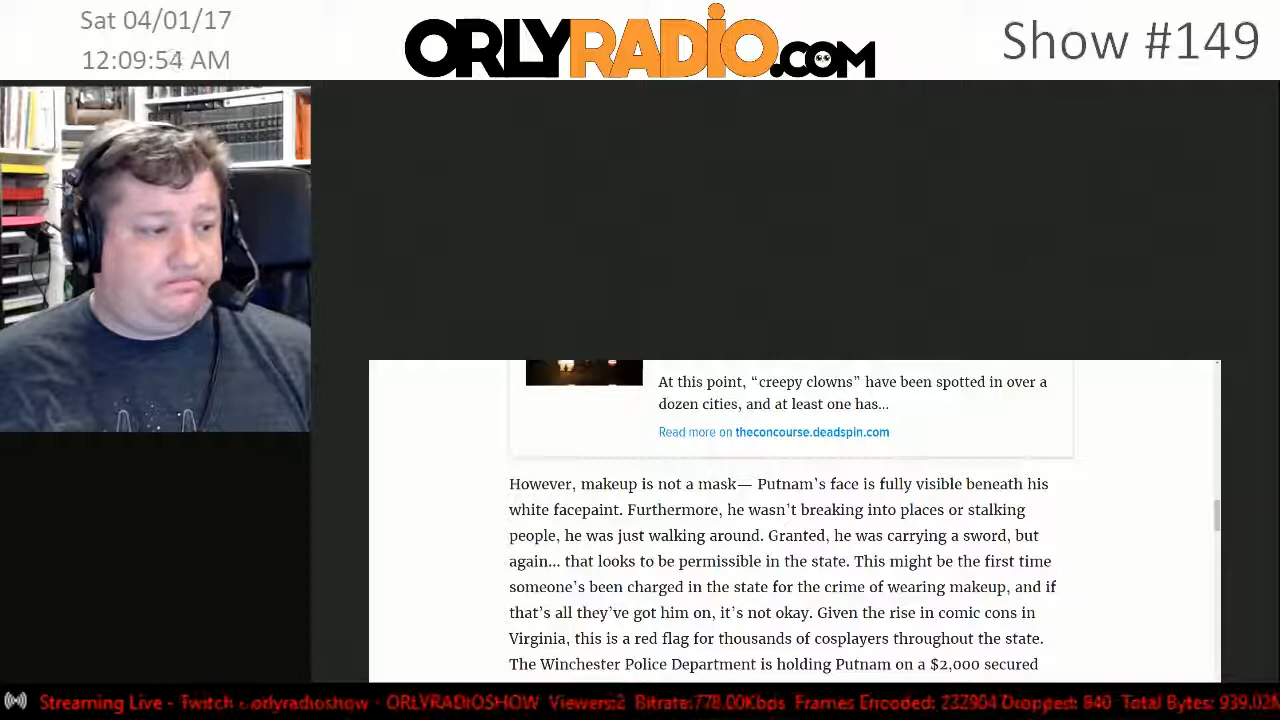 Sat 04/01/17
12:09:54 AM
ORLYRADIO.COM
Show #149
At this point, “creepy clowns” have been spotted in over a
dozen cities, and at least one has...
Read more on theconcourse.deadspin.com
However, makeup is not a mask— Putnam’s face is fully visible beneath his
white facepaint. Furthermore, he wasn’t breaking into places or stalking
people, he was just walking around. Granted, he was carrying a sword, but
again... that looks to be permissible in the state. This might be the first time
someone’s been charged in the state for the crime of wearing makeup, and if
that’s all they’ve got him on, it’s not okay. Given the rise in comic cons in
Virginia, this is a red flag for thousands of cosplayers throughout the state.
The Winchester Police Department is holding Putnam on a $2,000 secured
Streaming Live - Twitch - orlyradioshow - ORLYRADIOSHOW Viewers:2 Bitrate:778.00Kbps Frames Encoded: 232904 Dropped: 840 Total Bytes: 939.02